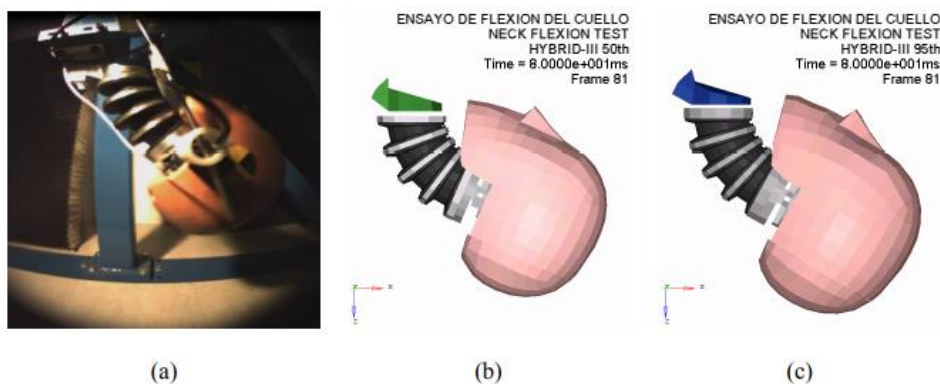 ENSAYO DE FLEXION DEL CUELLO
NECK FLEXION TEST
HYBRID-III 50th
Time = 8.0000e+001ms
Frame 81
x
z
ENSAYO DE FLEXION DEL CUELLO
NECK FLEXION TEST
HYBRID-III 95th
Time = 8.0000e+001ms
Frame 81
x
z
(a)
(b)
(c)